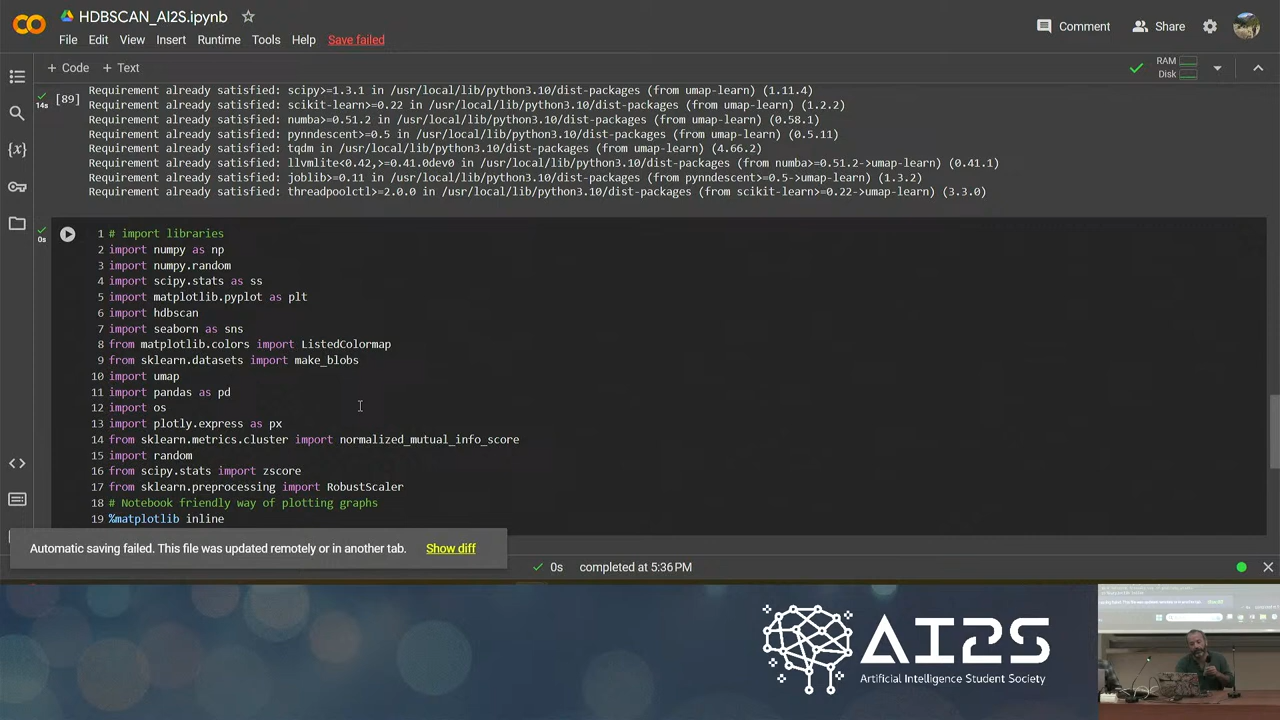 HDBSCAN_AI2S.ipynb
File Edit View Insert Runtime Tools Help Save failed
Comment
Share
+ Code + Text
RAM
Disk
14s
[89]
Requirement already satisfied: scipy>=1.3.1 in /usr/local/lib/python3.10/dist-packages (from umap-learn) (1.11.4)
Requirement already satisfied: scikit-learn>=0.22 in /usr/local/lib/python3.10/dist-packages (from umap-learn) (1.2.2)
Requirement already satisfied: numba>=0.51.2 in /usr/local/lib/python3.10/dist-packages (from umap-learn) (0.58.1)
Requirement already satisfied: pynndescent>=0.5 in /usr/local/lib/python3.10/dist-packages (from umap-learn) (0.5.11)
Requirement already satisfied: tqdm in /usr/local/lib/python3.10/dist-packages (from umap-learn) (4.66.2)
Requirement already satisfied: llvmlite<0.42,>=0.41.0dev0 in /usr/local/lib/python3.10/dist-packages (from numba>=0.51.2->umap-learn) (0.41.1)
Requirement already satisfied: joblib>=0.11 in /usr/local/lib/python3.10/dist-packages (from pynndescent>=0.5->umap-learn) (1.3.2)
Requirement already satisfied: threadpoolctl>=2.0.0 in /usr/local/lib/python3.10/dist-packages (from scikit-learn>=0.22->umap-learn) (3.3.0)
0s
1 # import libraries
2 import numpy as np
3 import numpy.random
4 import scipy.stats as ss
5 import matplotlib.pyplot as plt
6 import hdbscan
7 import seaborn as sns
8 from matplotlib.colors import ListedColormap
9 from sklearn.datasets import make_blobs
10 import umap
11 import pandas as pd
12 import os
13 import plotly.express as px
14 from sklearn.metrics.cluster import normalized_mutual_info_score
15 import random
16 from scipy.stats import zscore
17 from sklearn.preprocessing import RobustScaler
18 # Notebook friendly way of plotting graphs
19 %matplotlib inline
Automatic saving failed. This file was updated remotely or in another tab. Show diff
0s completed at 5:36 PM
AI2S
Artificial Intelligence Student Society